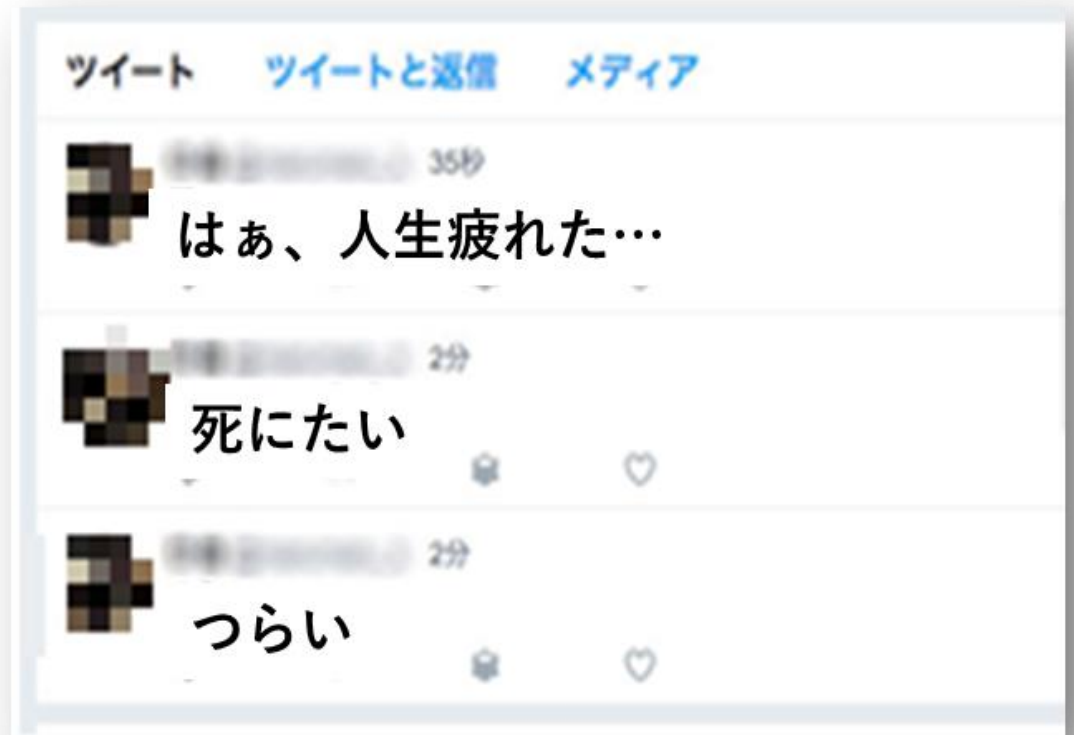 ツイート ツイートと返信 メディア
35秒
はぁ、人生疲れた…
2分
死にたい
2分
つらい